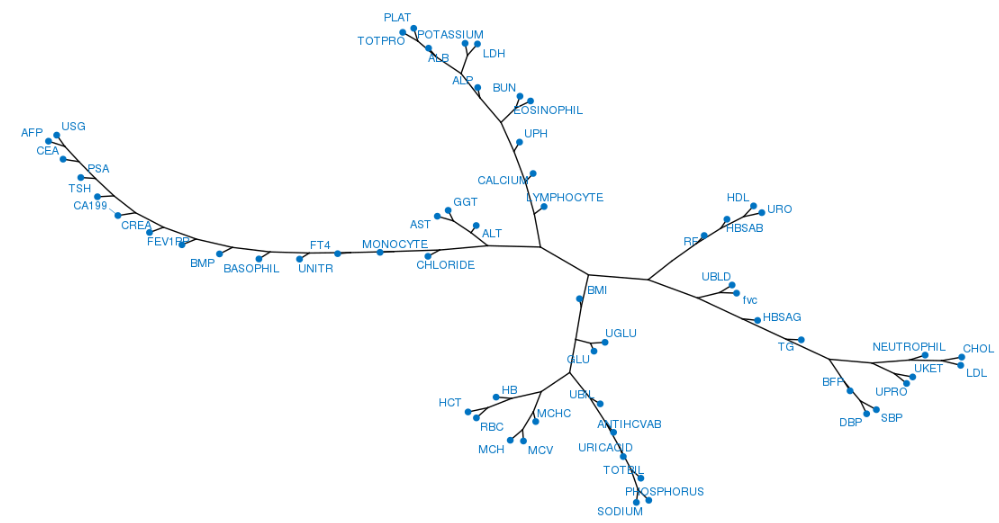 PLAT
TOTPRO
POTASSIUM
ALB
LDH
ALP
BUN
EOSINOPHIL
UPH
CALCIUM
LYMPHOCYTE
AFP
USG
CEA
PSA
TSH
CA199
CREA
FEV1PP
BMP
BASOPHIL
UNITR
FT4
MONOCYTE
CHLORIDE
AST
GGT
ALT
HDL
URO
HBSAB
RF
UBLD
fvc
HBSAG
TG
NEUTROPHIL
CHOL
LDL
UKET
UPRO
BFP
DBP
SBP
BMI
UGLU
GLU
HB
HCT
RBC
MCHC
MCH
MCV
UBIL
ANTIHCVAB
URICACID
TOTBIL
PHOSPHORUS
SODIUM